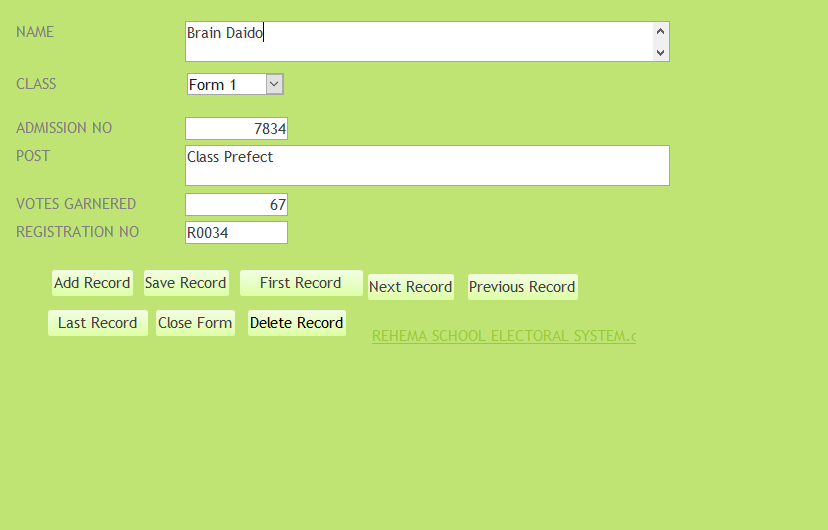 NAME Brain Daido
CLASS Form 1
ADMISSION NO 7834
POST Class Prefect
VOTES GARNERED 67
REGISTRATION NO R0034
Add Record Save Record First Record Next Record Previous Record
Last Record Close Form Delete Record
REHEMA SCHOOL ELECTORAL SYSTEM.